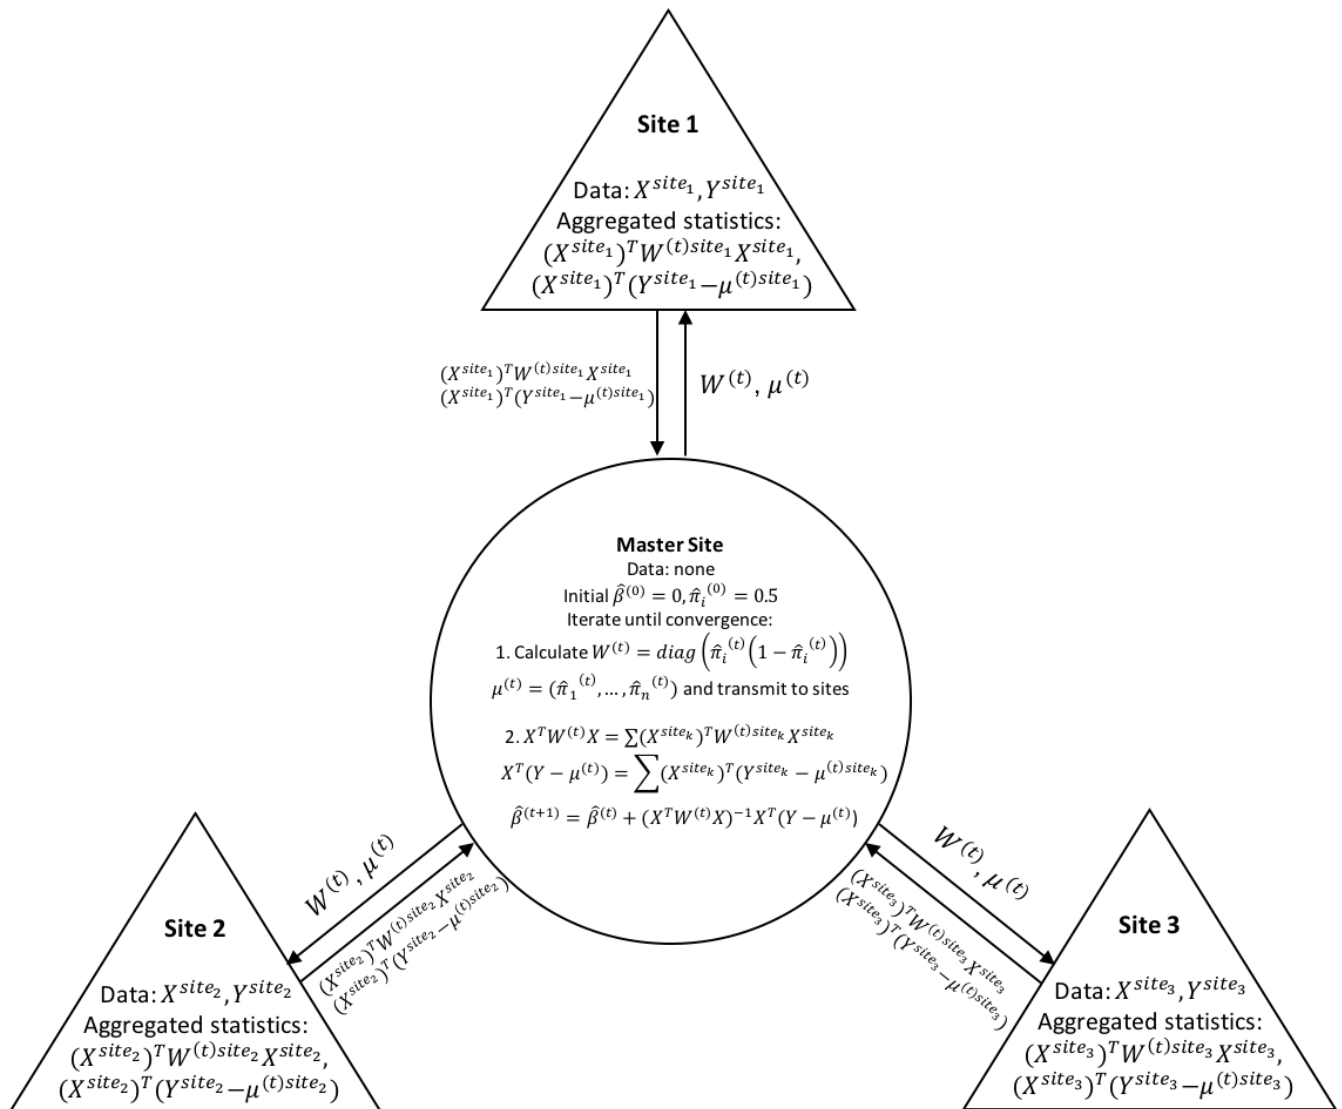 Site 1
Data: X^{site_1}, Y^{site_1}
Aggregated statistics:
(X^{site_1})^T W^{(t)site_1} X^{site_1},
(X^{site_1})^T (Y^{site_1} − μ^{(t)site_1})
(X^{site_1})^T W^{(t)site_1} X^{site_1}
(X^{site_1})^T (Y^{site_1} − μ^{(t)site_1})
W^{(t)}, μ^{(t)}
Master Site
Data: none
Initial β̂^{(0)} = 0, π̂_i^{(0)} = 0.5
Iterate until convergence:
1. Calculate W^{(t)} = diag(π̂_i^{(t)}(1 − π̂_i^{(t)}))
μ^{(t)} = (π̂_1^{(t)}, ..., π̂_n^{(t)}) and transmit to sites
2. X^T W^{(t)} X = ∑(X^{site_k})^T W^{(t)site_k} X^{site_k}
X^T (Y − μ^{(t)}) = ∑(X^{site_k})^T (Y^{site_k} − μ^{(t)site_k})
β̂^{(t+1)} = β̂^{(t)} + (X^T W^{(t)} X)^{−1} X^T (Y − μ^{(t)})
W^{(t)}, μ^{(t)}
(X^{site_2})^T W^{(t)site_2} X^{site_2}
(X^{site_2})^T (Y^{site_2} − μ^{(t)site_2})
Site 2
Data: X^{site_2}, Y^{site_2}
Aggregated statistics:
(X^{site_2})^T W^{(t)site_2} X^{site_2},
(X^{site_2})^T (Y^{site_2} − μ^{(t)site_2})
W^{(t)}, μ^{(t)}
(X^{site_3})^T W^{(t)site_3} X^{site_3}
(X^{site_3})^T (Y^{site_3} − μ^{(t)site_3})
Site 3
Data: X^{site_3}, Y^{site_3}
Aggregated statistics:
(X^{site_3})^T W^{(t)site_3} X^{site_3},
(X^{site_3})^T (Y^{site_3} − μ^{(t)site_3})